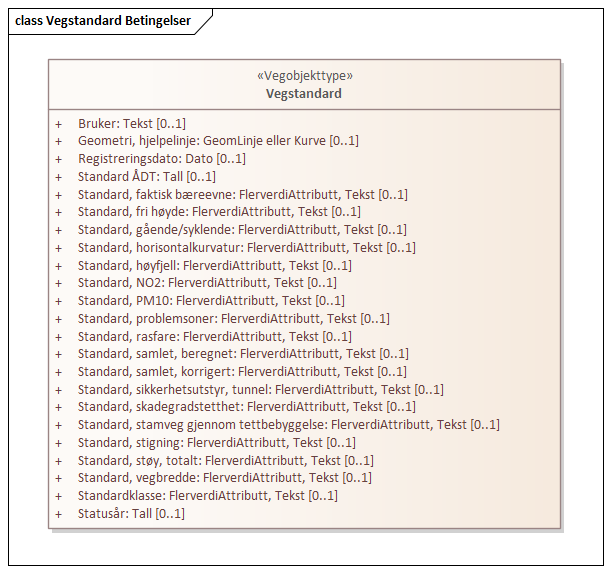 class Vegstandard Betingelser
«Vegobjekttype»
Vegstandard
+ Bruker: Tekst [0..1]
+ Geometri, hjelpelinje: GeomLinje eller Kurve [0..1]
+ Registreringsdato: Dato [0..1]
+ Standard ÅDT: Tall [0..1]
+ Standard, faktisk bæreevne: FlerverdiAttributt, Tekst [0..1]
+ Standard, fri høyde: FlerverdiAttributt, Tekst [0..1]
+ Standard, gående/syklende: FlerverdiAttributt, Tekst [0..1]
+ Standard, horisontalkurvatur: FlerverdiAttributt, Tekst [0..1]
+ Standard, høyfjell: FlerverdiAttributt, Tekst [0..1]
+ Standard, NO2: FlerverdiAttributt, Tekst [0..1]
+ Standard, PM10: FlerverdiAttributt, Tekst [0..1]
+ Standard, problemsoner: FlerverdiAttributt, Tekst [0..1]
+ Standard, rasfare: FlerverdiAttributt, Tekst [0..1]
+ Standard, samlet, beregnet: FlerverdiAttributt, Tekst [0..1]
+ Standard, samlet, korrigert: FlerverdiAttributt, Tekst [0..1]
+ Standard, sikkerhetsutstyr, tunnel: FlerverdiAttributt, Tekst [0..1]
+ Standard, skadegradstetthet: FlerverdiAttributt, Tekst [0..1]
+ Standard, stamveg gjennom tettbebyggelse: FlerverdiAttributt, Tekst [0..1]
+ Standard, stigning: FlerverdiAttributt, Tekst [0..1]
+ Standard, støy, totalt: FlerverdiAttributt, Tekst [0..1]
+ Standard, vegbredde: FlerverdiAttributt, Tekst [0..1]
+ Standardklasse: FlerverdiAttributt, Tekst [0..1]
+ Statusår: Tall [0..1]